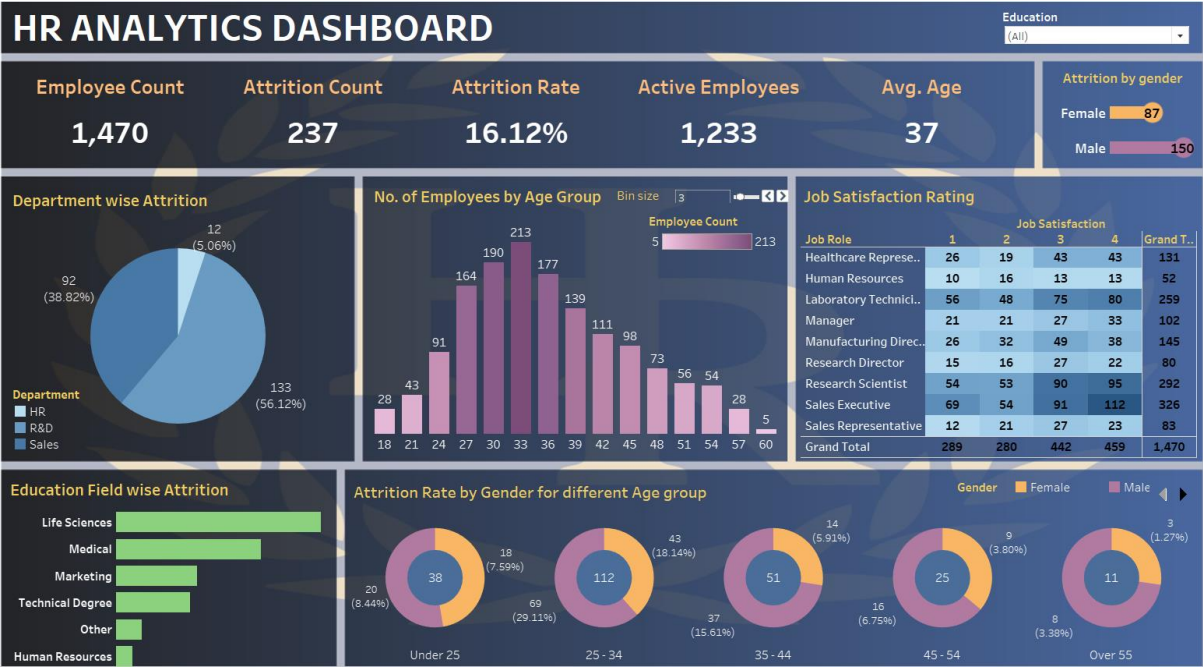 HR ANALYTICS DASHBOARD
Education
(All)
Employee Count
Attrition Count
Attrition Rate
Active Employees
Avg. Age
1,470
237
16.12%
1,233
37
Attrition by gender
Female 87
Male 150
Department wise Attrition
12
(5.06%)
92
(38.82%)
133
(56.12%)
Department
HR
R&D
Sales
No. of Employees by Age Group
Bin size 3
Employee Count
5 213
28 43 91 164 190 213 177 139 111 98 73 56 54 28 5
18 21 24 27 30 33 36 39 42 45 48 51 54 57 60
Job Satisfaction Rating
Job Satisfaction
Job Role 1 2 3 4 Grand T..
Healthcare Represe.. 26 19 43 43 131
Human Resources 10 16 13 13 52
Laboratory Technici.. 56 48 75 80 259
Manager 21 21 27 33 102
Manufacturing Direc.. 26 32 49 38 145
Research Director 15 16 27 22 80
Research Scientist 54 53 90 95 292
Sales Executive 69 54 91 112 326
Sales Representative 12 21 27 23 83
Grand Total 289 280 442 459 1,470
Education Field wise Attrition
Life Sciences
Medical
Marketing
Technical Degree
Other
Human Resources
Attrition Rate by Gender for different Age group
Gender Female Male
18
(7.59%)
20
(8.44%)
38
Under 25
43
(18.14%)
69
(29.11%)
112
25 - 34
14
(5.91%)
37
(15.61%)
51
35 - 44
9
(3.80%)
16
(6.75%)
25
45 - 54
3
(1.27%)
8
(3.38%)
11
Over 55
HR